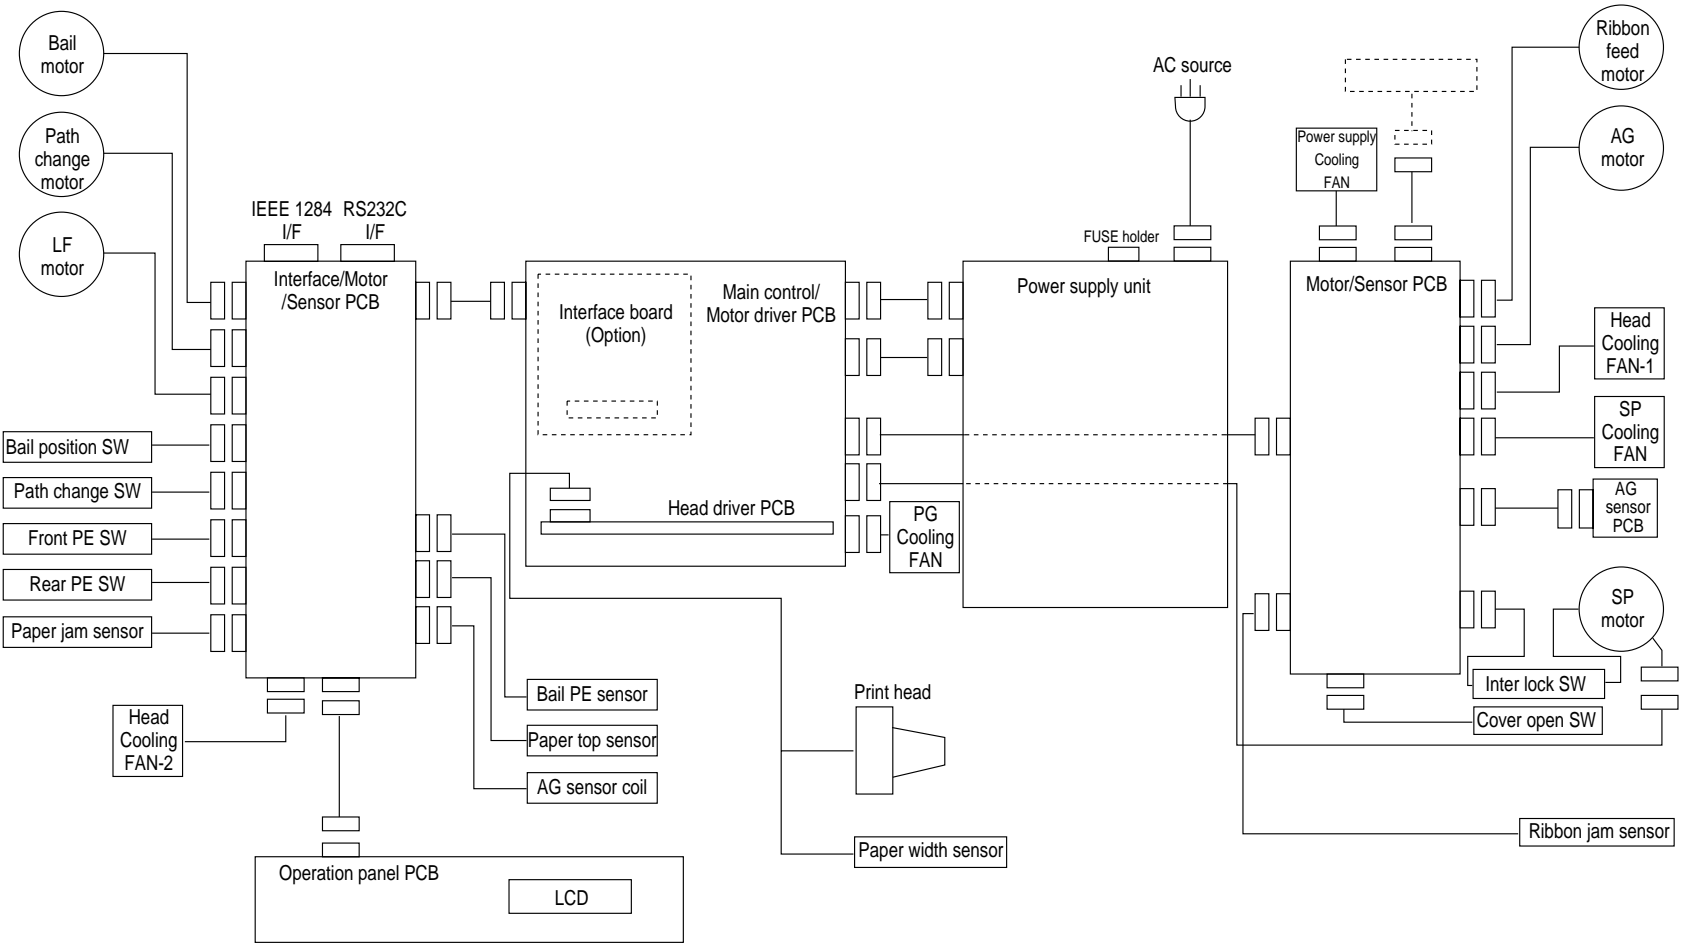 Bail
motor
Path
change
motor
LF
motor
IEEE 1284
I/F
RS232C
I/F
Interface/Motor
/Sensor PCB
Bail position SW
Path change SW
Front PE SW
Rear PE SW
Paper jam sensor
Head
Cooling
FAN-2
Operation panel PCB
LCD
Interface board
(Option)
Main control/
Motor driver PCB
Head driver PCB
PG
Cooling
FAN
Bail PE sensor
Paper top sensor
AG sensor coil
Print head
Paper width sensor
AC source
FUSE holder
Power supply unit
Power supply
Cooling
FAN
Motor/Sensor PCB
Ribbon
feed
motor
AG
motor
Head
Cooling
FAN-1
SP
Cooling
FAN
AG
sensor
PCB
SP
motor
Inter lock SW
Cover open SW
Ribbon jam sensor